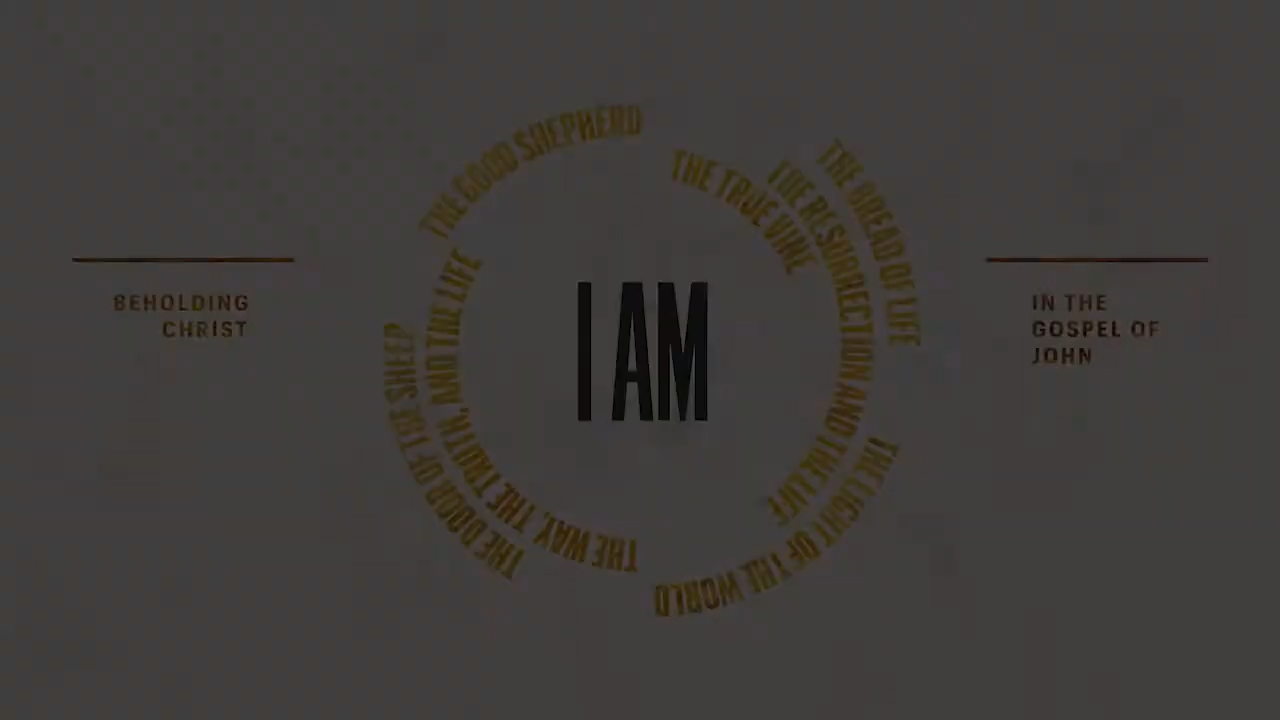 THE GOOD SHEPHERD
THE TRUE VINE
THE RESURRECTION AND THE LIFE
THE BREAD OF LIFE
BEHOLDING
CHRIST
I AM
IN THE
GOSPEL OF
JOHN
THE WAY, THE TRUTH, AND THE LIFE
THE DOOR OF THE SHEEP
THE LIGHT OF THE WORLD